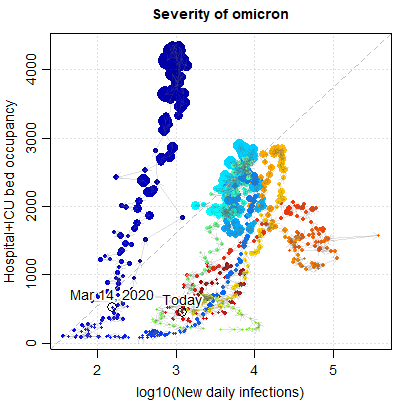 Severity of omicron
Hospital+ICU bed occupancy
4000
3000
2000
1000
0
Mar 14, 2020
Today
2
3
4
5
log10(New daily infections)